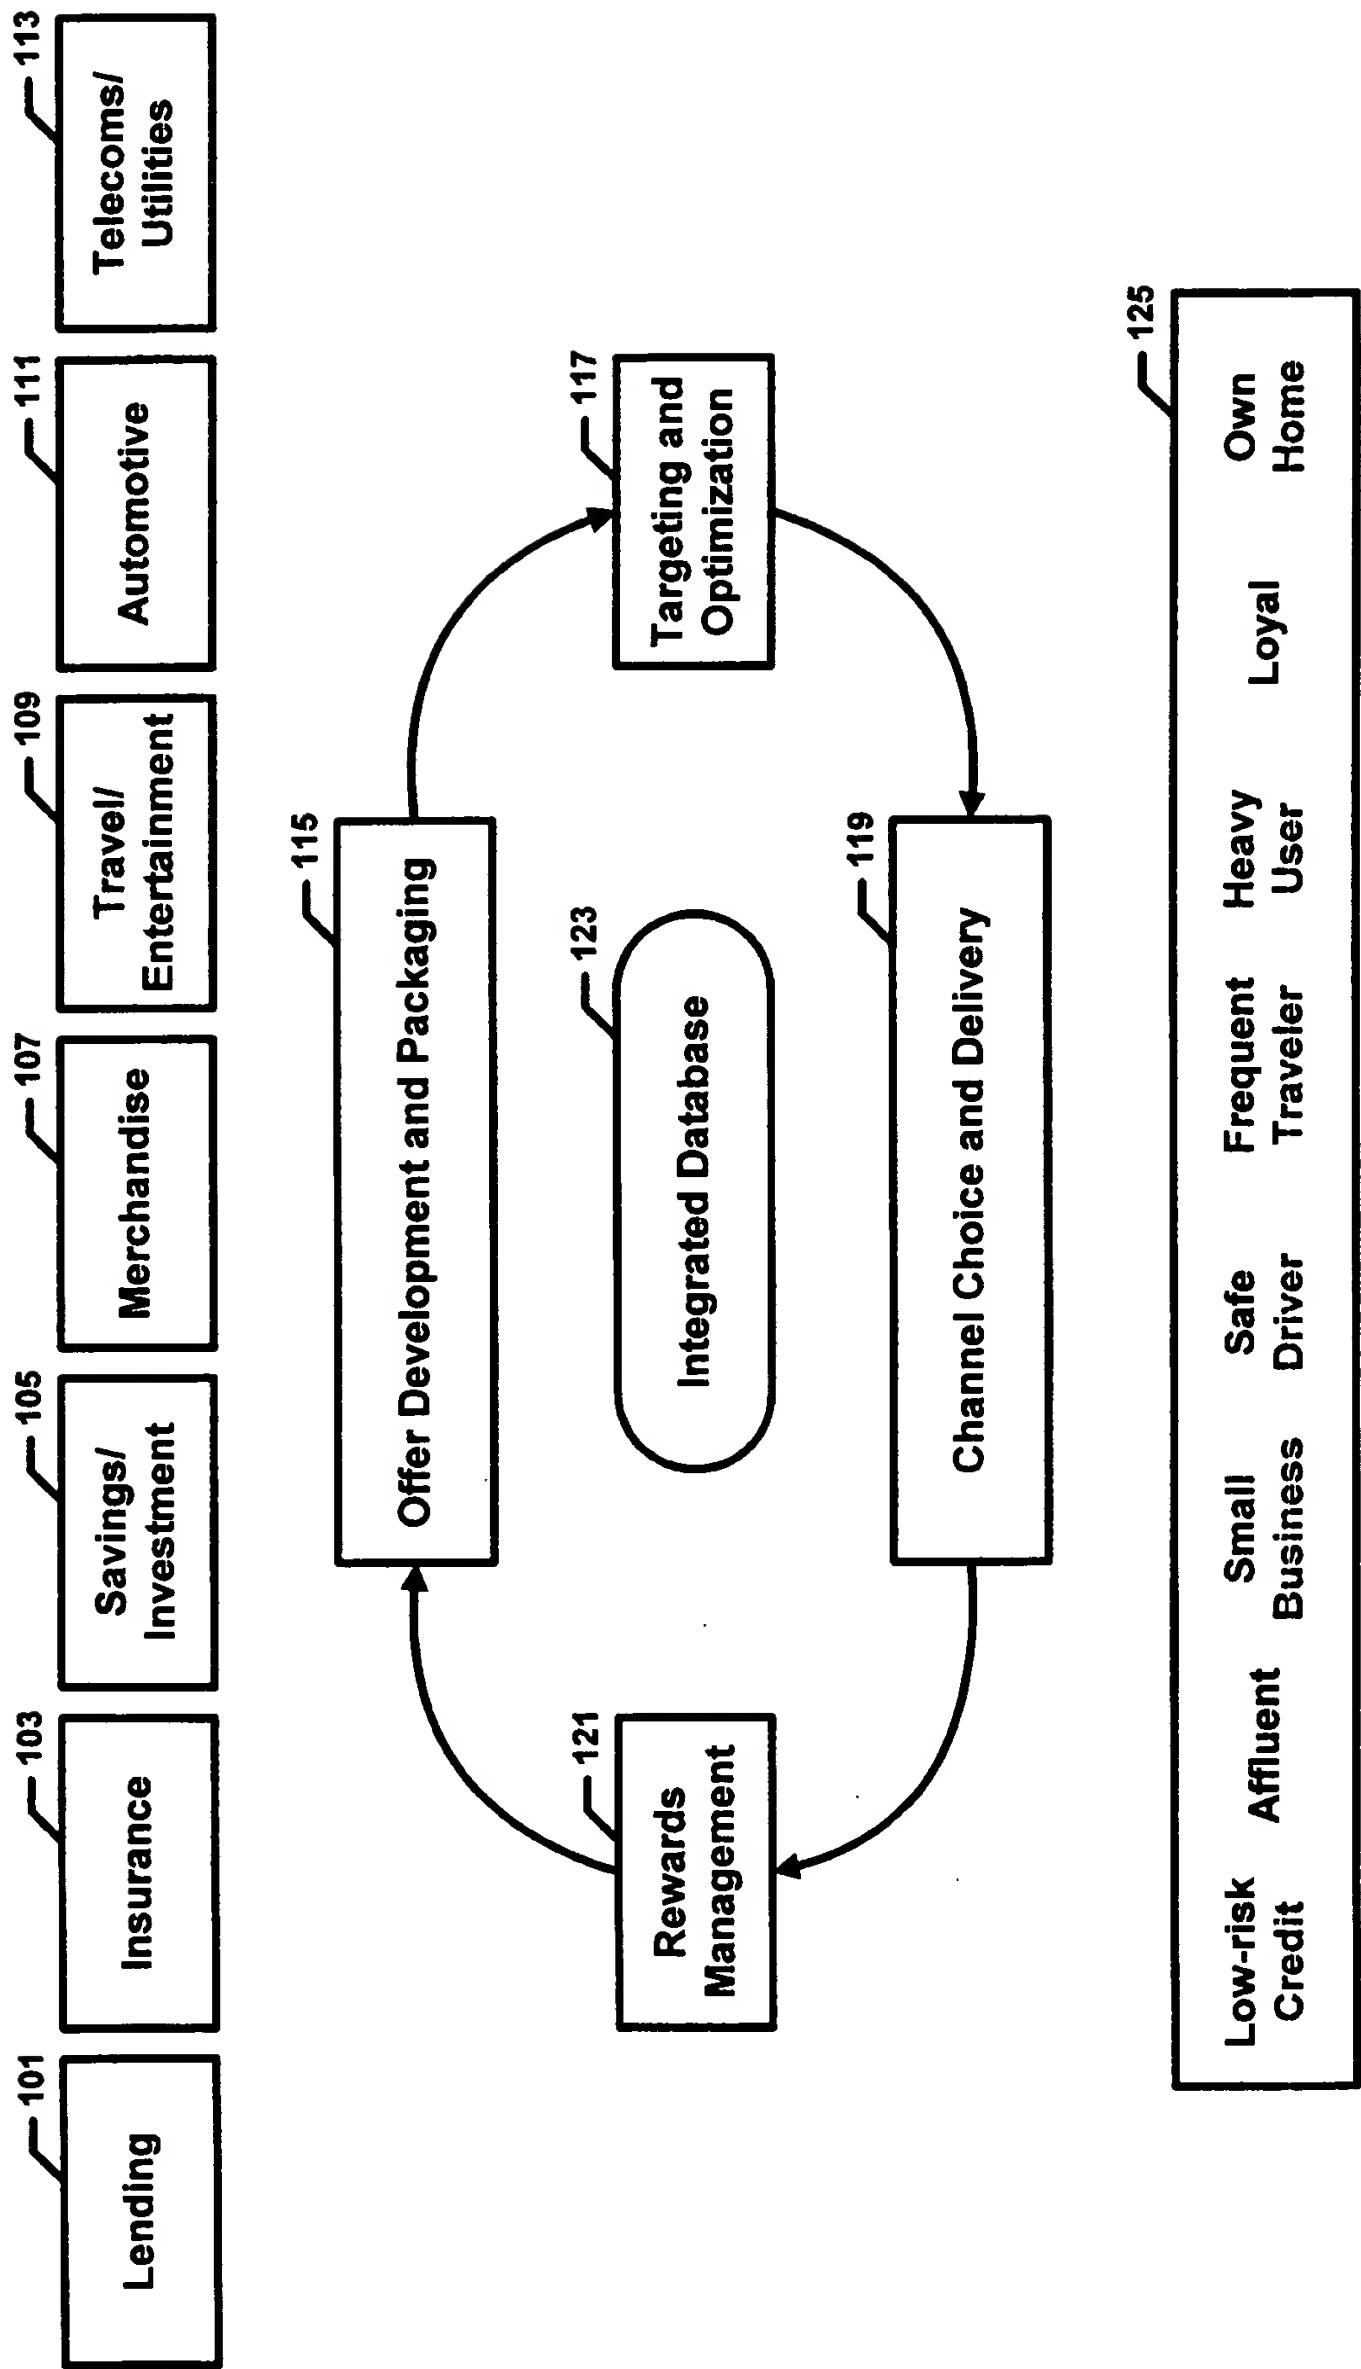 101
Lending
103
Insurance
105
Savings/
Investment
107
Merchandise
109
Travel/
Entertainment
111
Automotive
113
Telecoms/
Utilities
115
Offer Development and Packaging
121
Rewards
Management
123
Integrated Database
117
Targeting and
Optimization
119
Channel Choice and Delivery
125
Low-risk
Credit
Affluent
Small
Business
Safe
Driver
Frequent
Traveler
Heavy
User
Loyal
Own
Home